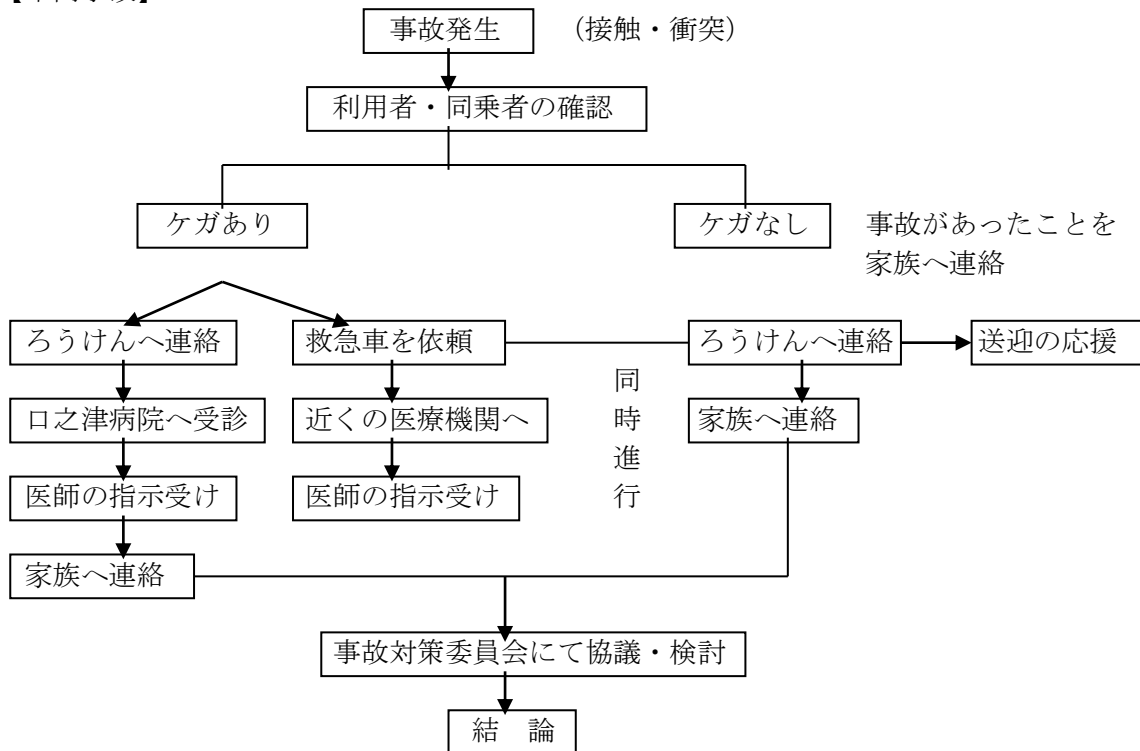 事故発生 (接触・衝突)
利用者・同乗者の確認
ケガあり
ケガなし
事故があったことを
家族へ連絡
ろうけんへ連絡
救急車を依頼
ろうけんへ連絡
送迎の応援
口之津病院へ受診
近くの医療機関へ
同時進行
家族へ連絡
医師の指示受け
医師の指示受け
家族へ連絡
事故対策委員会にて協議・検討
結　論